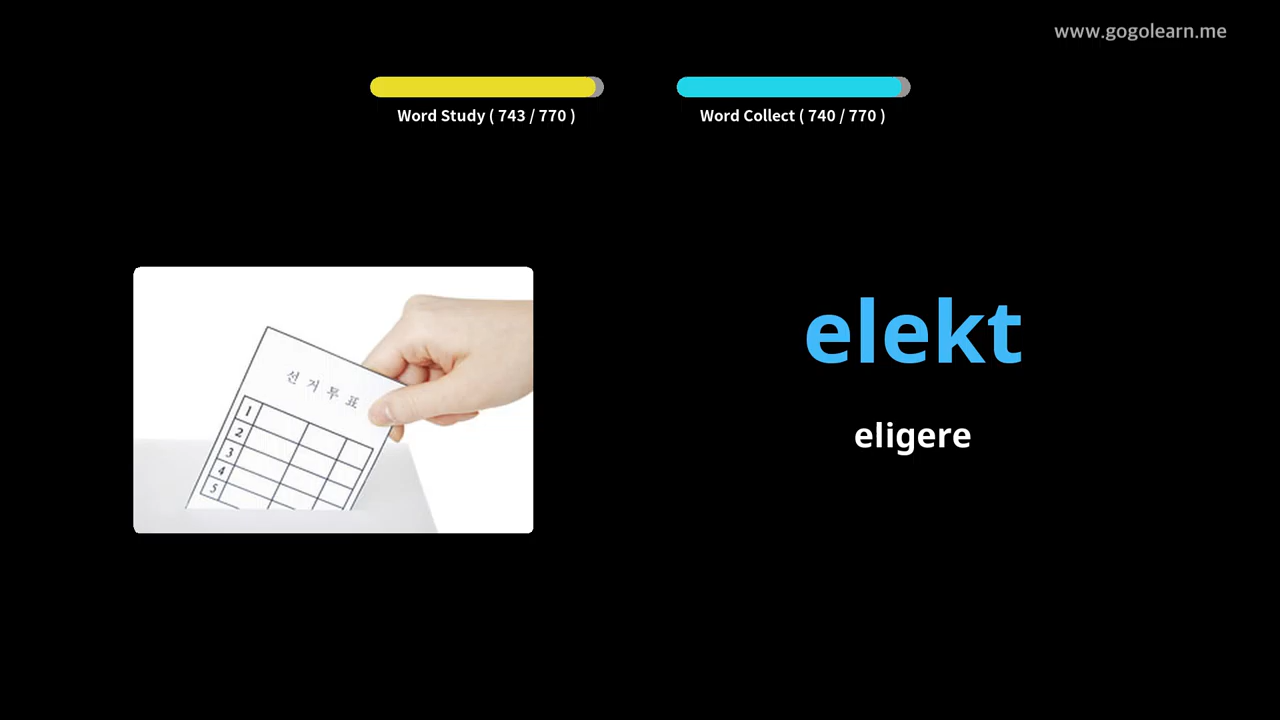 www.gogolearn.me
Word Study ( 743 / 770 )
Word Collect ( 740 / 770 )
선거투표
1
2
3
4
5
elekt
eligere